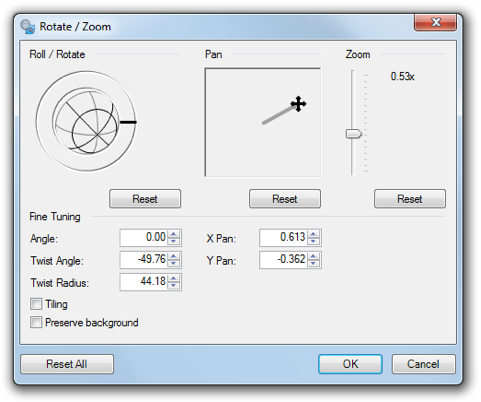 Rotate / Zoom
Roll / Rotate
Pan
Zoom
0.53x
Reset
Reset
Reset
Fine Tuning
Angle: 0.00 X Pan: 0.613
Twist Angle: -49.76 Y Pan: -0.362
Twist Radius: 44.18
Tiling
Preserve background
Reset All
OK
Cancel